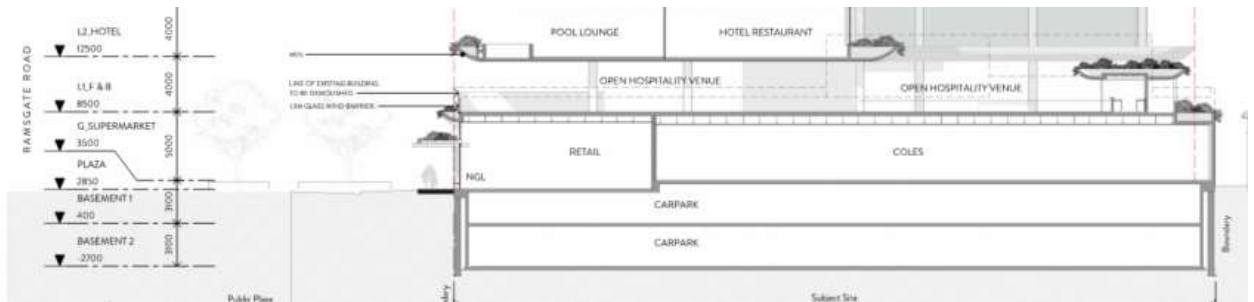 RAMSGATE ROAD
L2_HOTEL
12500
4000
POOL LOUNGE
HOTEL RESTAURANT
L1_F & B
8500
4000
LINE OF EXISTING BUILDING
TO BE DEMOLISHED
GLASS WIND BARRIER
OPEN HOSPITALITY VENUE
OPEN HOSPITALITY VENUE
G_SUPERMARKET
3500
5000
RETAIL
COLES
PLAZA
2850
NGL
BASEMENT 1
400
3100
CARPARK
BASEMENT 2
-2700
3100
CARPARK
Boundary
Public Plaza
Subject Site